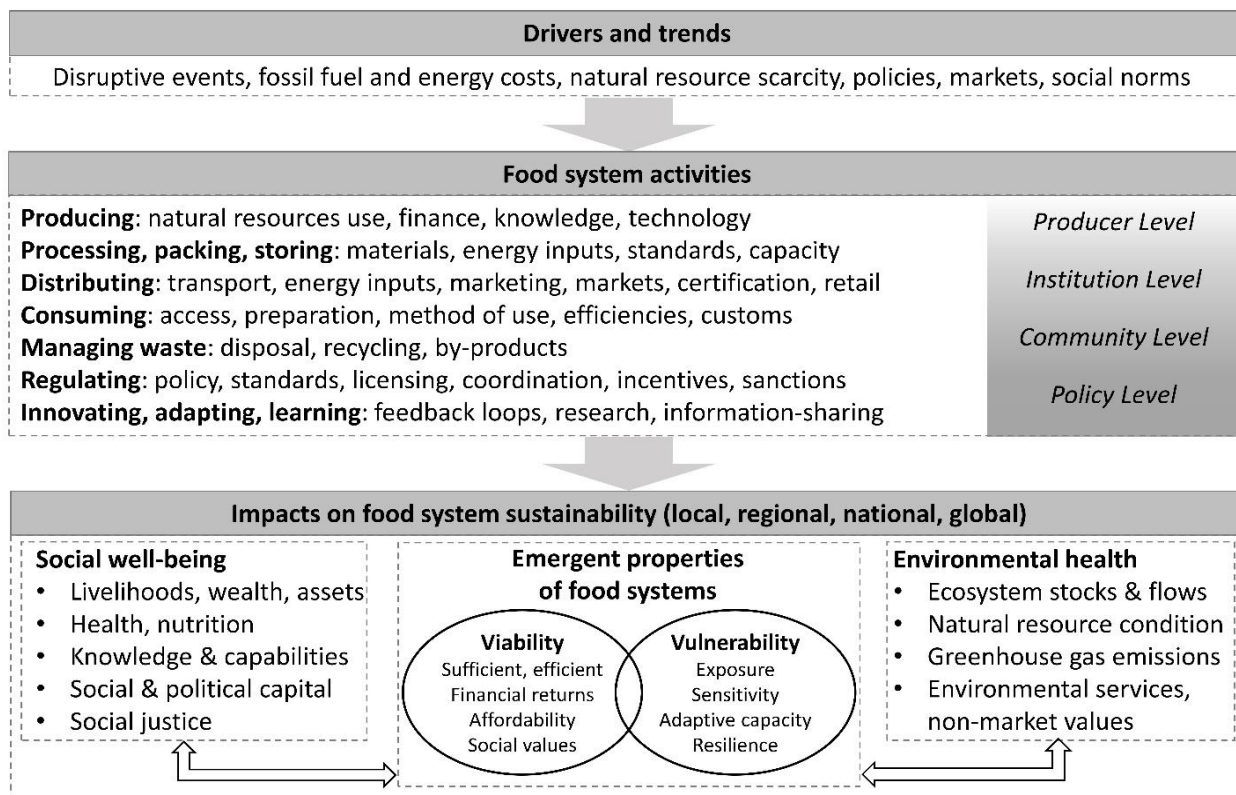 Drivers and trends
Disruptive events, fossil fuel and energy costs, natural resource scarcity, policies, markets, social norms
Food system activities
Producing: natural resources use, finance, knowledge, technology
Processing, packing, storing: materials, energy inputs, standards, capacity
Distributing: transport, energy inputs, marketing, markets, certification, retail
Consuming: access, preparation, method of use, efficiencies, customs
Managing waste: disposal, recycling, by-products
Regulating: policy, standards, licensing, coordination, incentives, sanctions
Innovating, adapting, learning: feedback loops, research, information-sharing
Producer Level
Institution Level
Community Level
Policy Level
Impacts on food system sustainability (local, regional, national, global)
Social well-being
• Livelihoods, wealth, assets
• Health, nutrition
• Knowledge & capabilities
• Social & political capital
• Social justice
Emergent properties
of food systems
Viability
Sufficient, efficient
Financial returns
Affordability
Social values
Vulnerability
Exposure
Sensitivity
Adaptive capacity
Resilience
Environmental health
• Ecosystem stocks & flows
• Natural resource condition
• Greenhouse gas emissions
• Environmental services,
non-market values